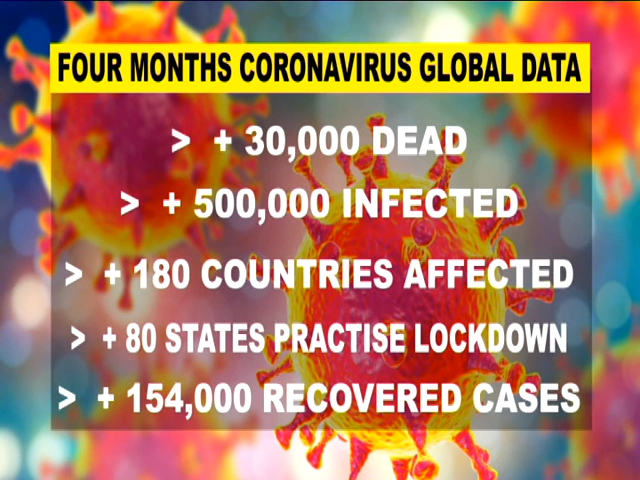 FOUR MONTHS CORONAVIRUS GLOBAL DATA
> + 30,000 DEAD
> + 500,000 INFECTED
> + 180 COUNTRIES AFFECTED
> + 80 STATES PRACTISE LOCKDOWN
> + 154,000 RECOVERED CASES